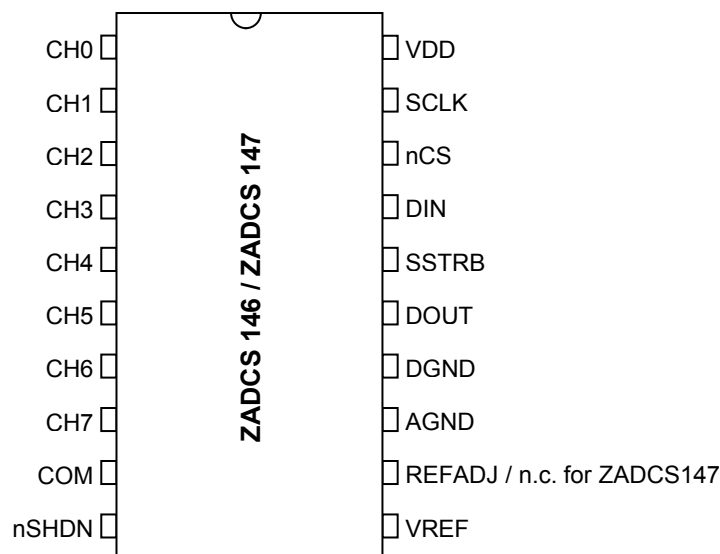 CH0
CH1
CH2
CH3
CH4
CH5
CH6
CH7
COM
nSHDN
ZADCS 146 / ZADCS 147
VDD
SCLK
nCS
DIN
SSTRB
DOUT
DGND
AGND
REFADJ / n.c. for ZADCS147
VREF